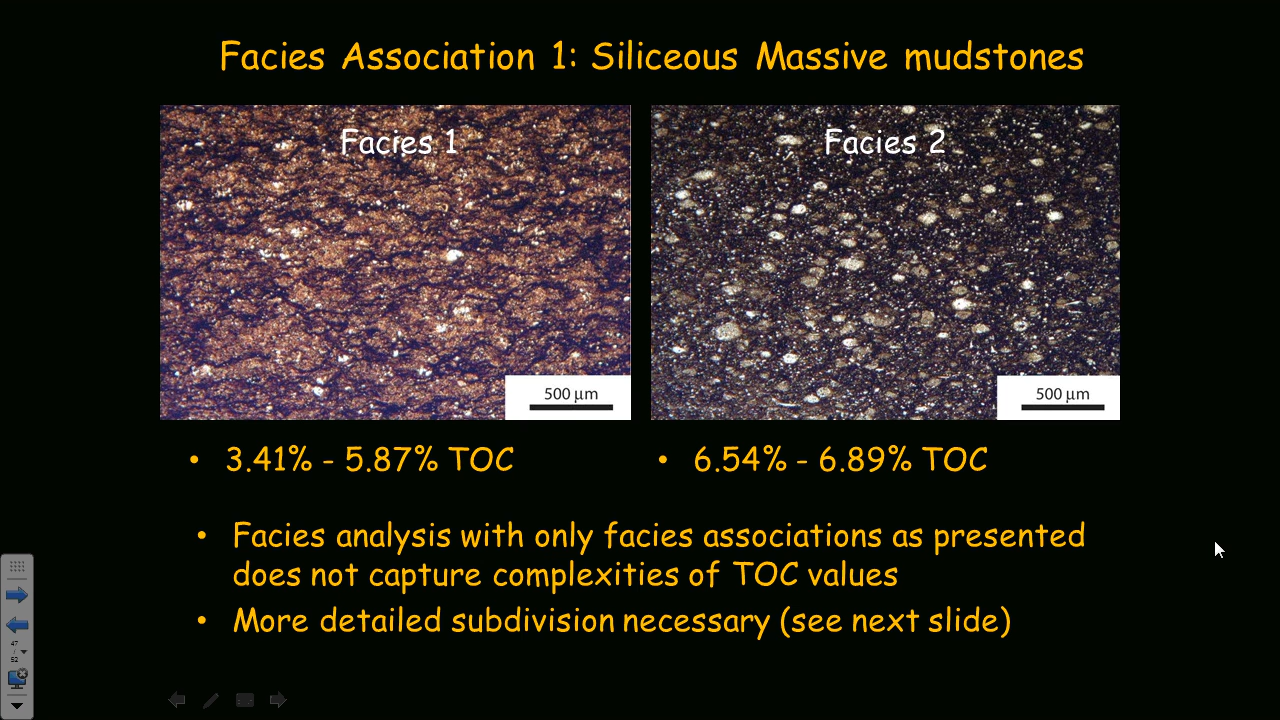 Facies Association 1: Siliceous Massive mudstones
Facies 1
Facies 2
500 µm
500 µm
• 3.41% - 5.87% TOC
• 6.54% - 6.89% TOC
• Facies analysis with only facies associations as presented
does not capture complexities of TOC values
• More detailed subdivision necessary (see next slide)
47
/
52